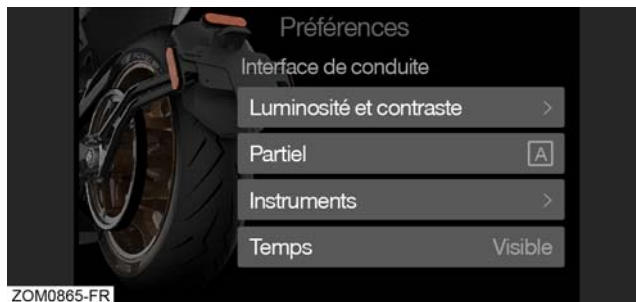 Préférences
Interface de conduite
Luminosité et contraste >
Partiel A
Instruments >
Temps Visible
ZOM0865-FR